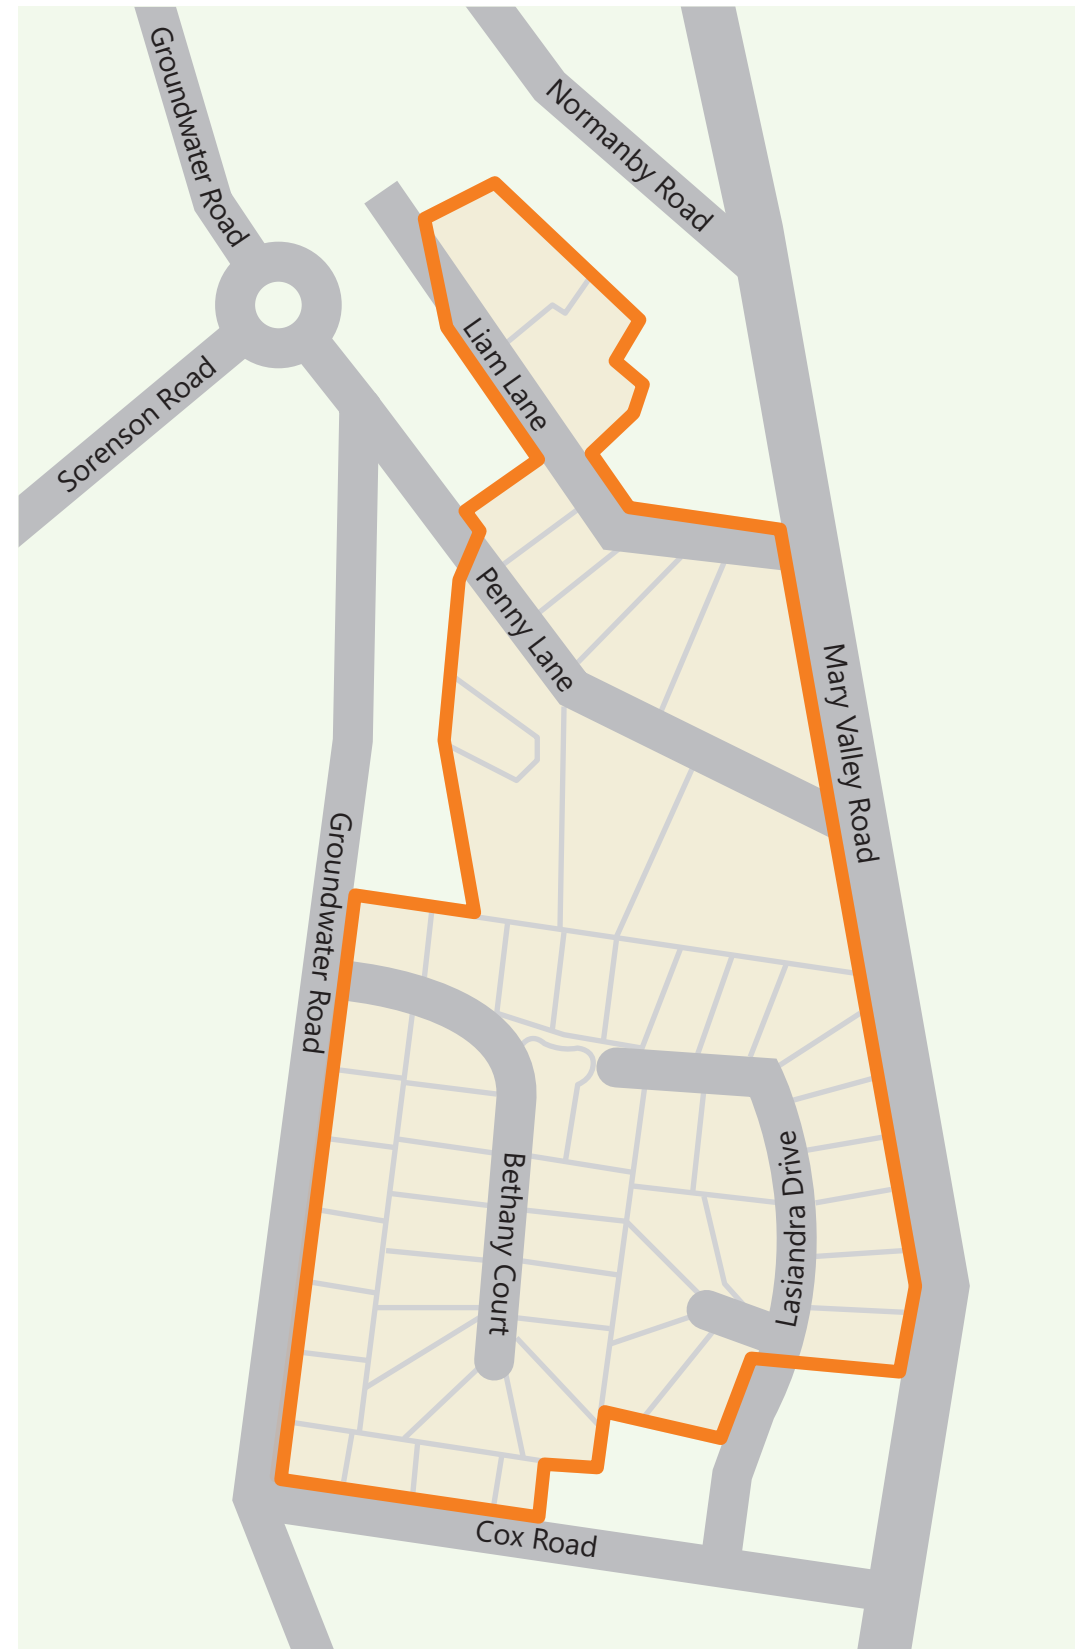 Groundwater Road
Normanby Road
Sorenson Road
Liam Lane
Penny Lane
Mary Valley Road
Groundwater Road
Bethany Court
Lasiandra Drive
Cox Road